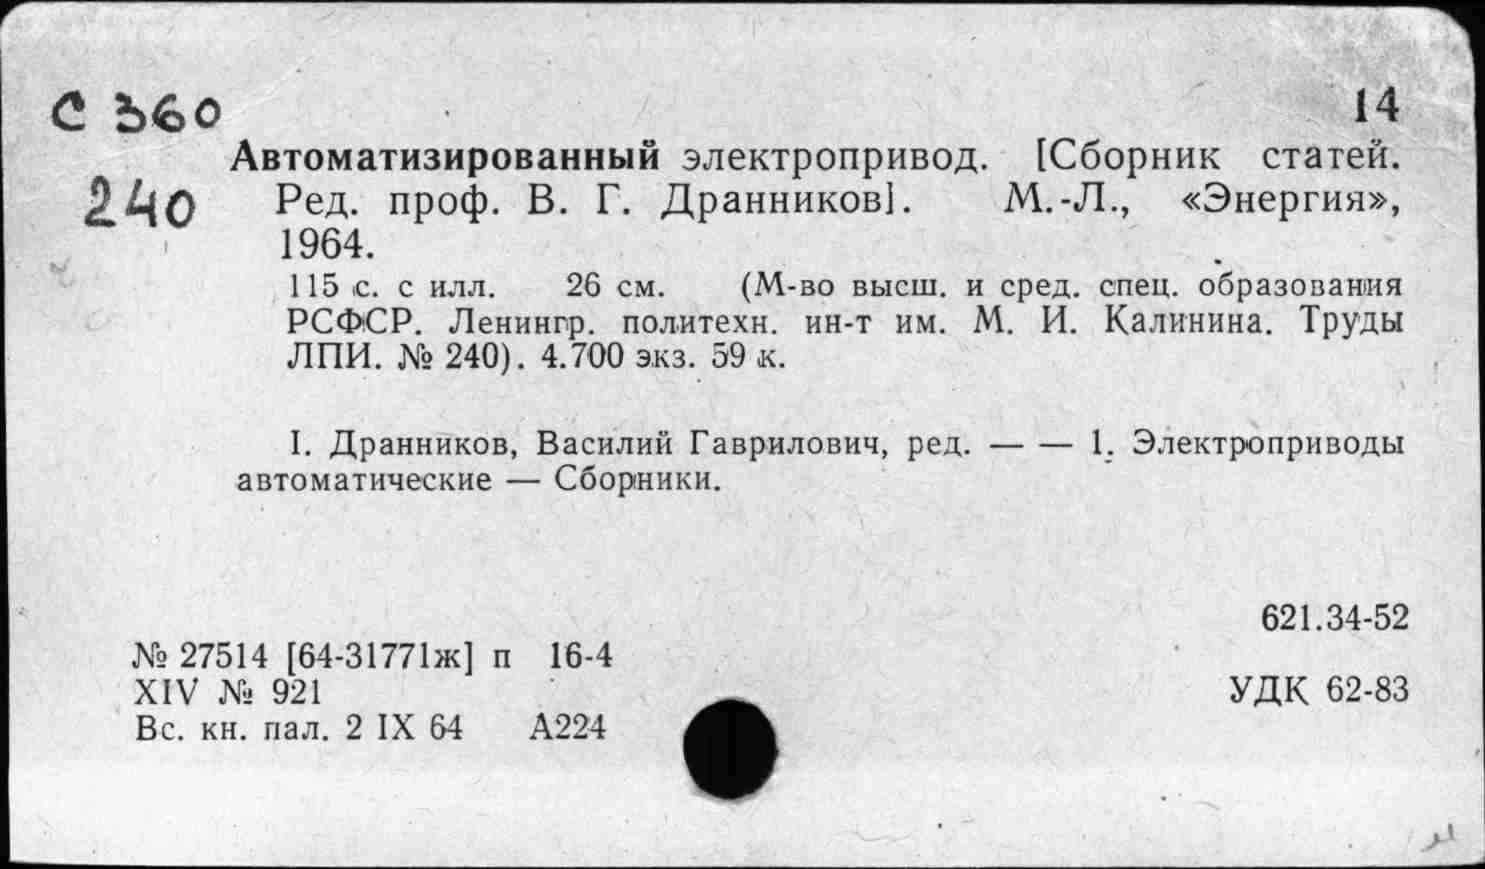 С 360
14
Автоматизированный электропривод. [Сборник статей.
240
Ред. проф. В. Г. Дранников]. М.-Л., «Энергия»,
1964.
115 с. с илл. 26 см. (М-во высш. и сред. спец. образования
РСФСР. Ленингр. политехн. ин-т им. М. И. Калинина. Труды
ЛПИ. № 240). 4.700 экз. 59 к.
I. Дранников, Василий Гаврилович, ред. — — 1. Электроприводы
автоматические — Сборники.
621.34-52
№ 27514 [64-31771ж] п 16-4
XIV № 921
УДК 62-83
Вс. кн. пал. 2 IX 64 А224